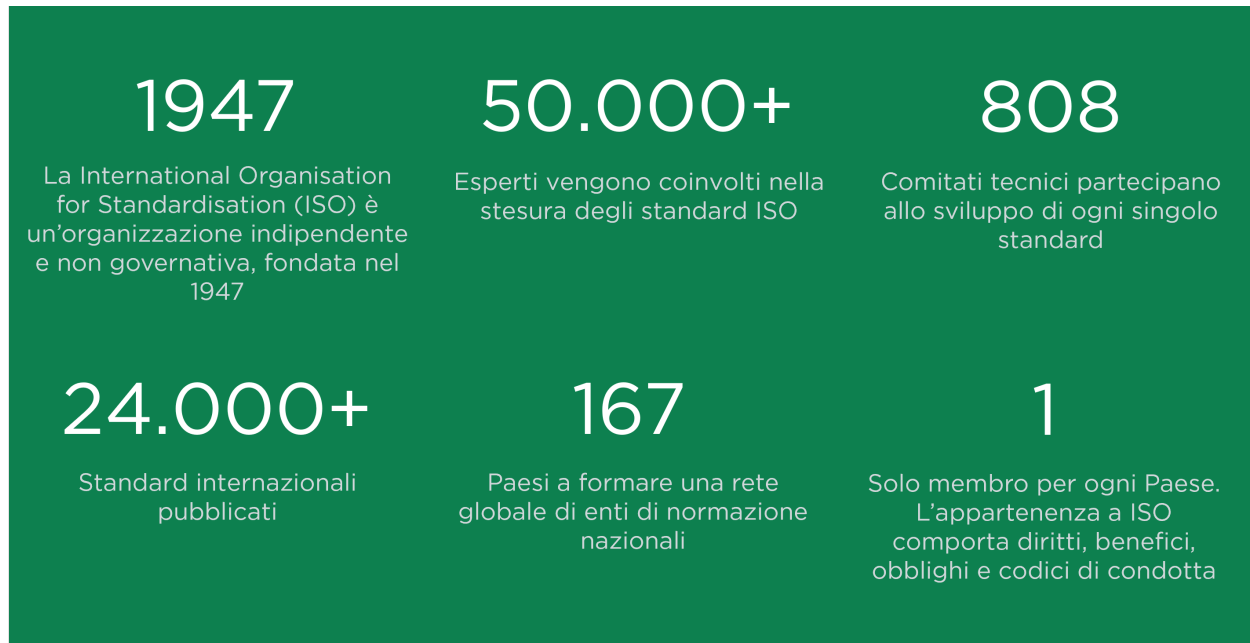 1947
La International Organisation
for Standardisation (ISO) è
un’organizzazione indipendente
e non governativa, fondata nel
1947
50.000+
Esperti vengono coinvolti nella
stesura degli standard ISO
808
Comitati tecnici partecipano
allo sviluppo di ogni singolo
standard
24.000+
Standard internazionali
pubblicati
167
Paesi a formare una rete
globale di enti di normazione
nazionali
1
Solo membro per ogni Paese.
L’appartenenza a ISO
comporta diritti, benefici,
obblighi e codici di condotta